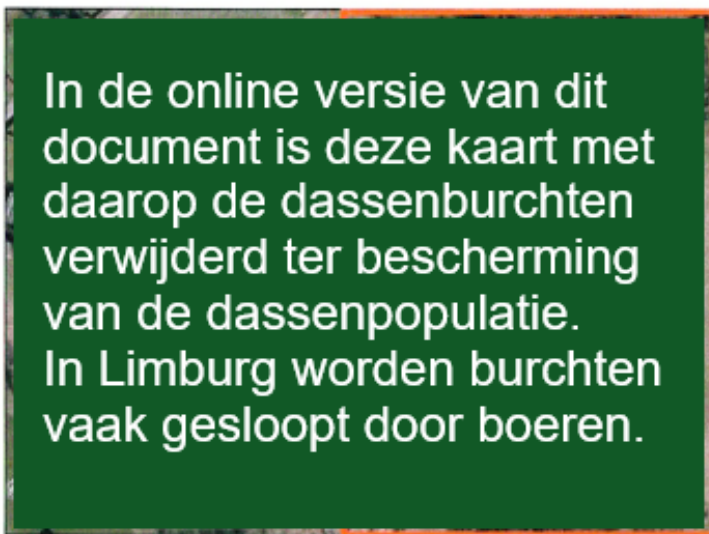 In de online versie van dit
document is deze kaart met
daarop de dassenburchten
verwijderd ter bescherming
van de dassenpopulatie.
In Limburg worden burchten
vaak gesloopt door boeren.